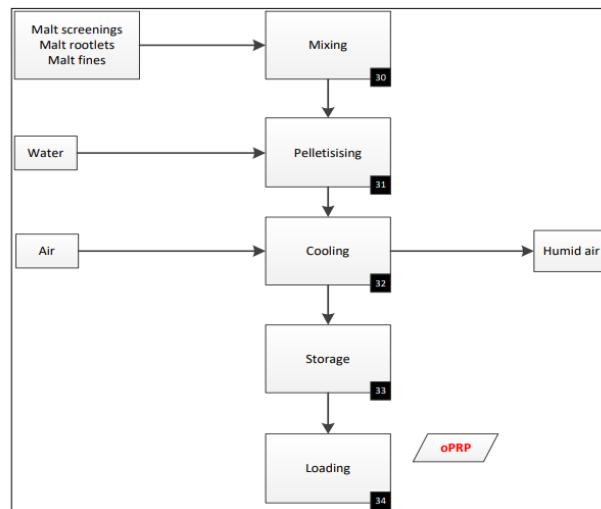 Malt screenings
Malt rootlets
Malt fines
Mixing
30
Water
Pelletisising
31
Air
Cooling
32
Humid air
Storage
33
oPRP
Loading
34